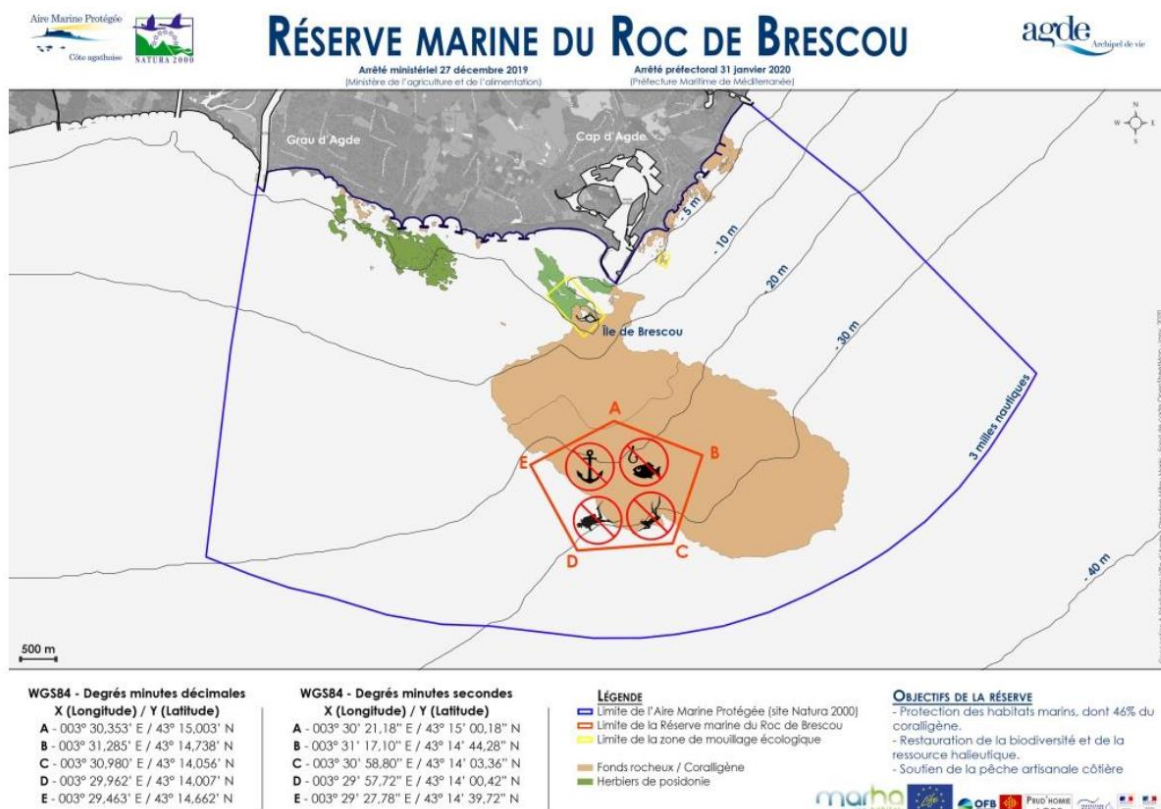 Aire Marine Protégée
Côte agathoise
NATURA 2000
RÉSERVE MARINE DU ROC DE BRESCOU
Arrêté ministériel 27 décembre 2019
(Ministère de l'agriculture et de l'alimentation)
Arrêté préfectoral 31 janvier 2020
(Préfecture Maritime de Méditerranée)
agde
Archipel de vie
Grau d'Agde
Cap d'Agde
N
W
E
S
- 5 m
- 10 m
- 20 m
- 30 m
- 40 m
Île de Brescou
3 milles nautiques
A
B
C
D
E
500 m
WGS84 - Degrés minutes décimales
X (Longitude) / Y (Latitude)
A - 003° 30,353' E / 43° 15,003' N
B - 003° 31,285' E / 43° 14,738' N
C - 003° 30,980' E / 43° 14,056' N
D - 003° 29,962' E / 43° 14,007' N
E - 003° 29,463' E / 43° 14,662' N
WGS84 - Degrés minutes secondes
X (Longitude) / Y (Latitude)
A - 003° 30' 21,18" E / 43° 15' 00,18" N
B - 003° 31' 17,10" E / 43° 14' 44,28" N
C - 003° 30' 58,80" E / 43° 14' 03,36" N
D - 003° 29' 57,72" E / 43° 14' 00,42" N
E - 003° 29' 27,78" E / 43° 14' 39,72" N
LÉGENDE
Limite de l'Aire Marine Protégée (site Natura 2000)
Limite de la Réserve marine du Roc de Brescou
Limite de la zone de mouillage écologique
Fonds rocheux / Coralligène
Herbiers de posidonie
OBJECTIFS DE LA RÉSERVE
- Protection des habitats marins, dont 46% du
coralligène.
- Restauration de la biodiversité et de la
ressource halieutique.
- Soutien de la pêche artisanale côtière
marha
Life
OFB
PRUD'HOMIE